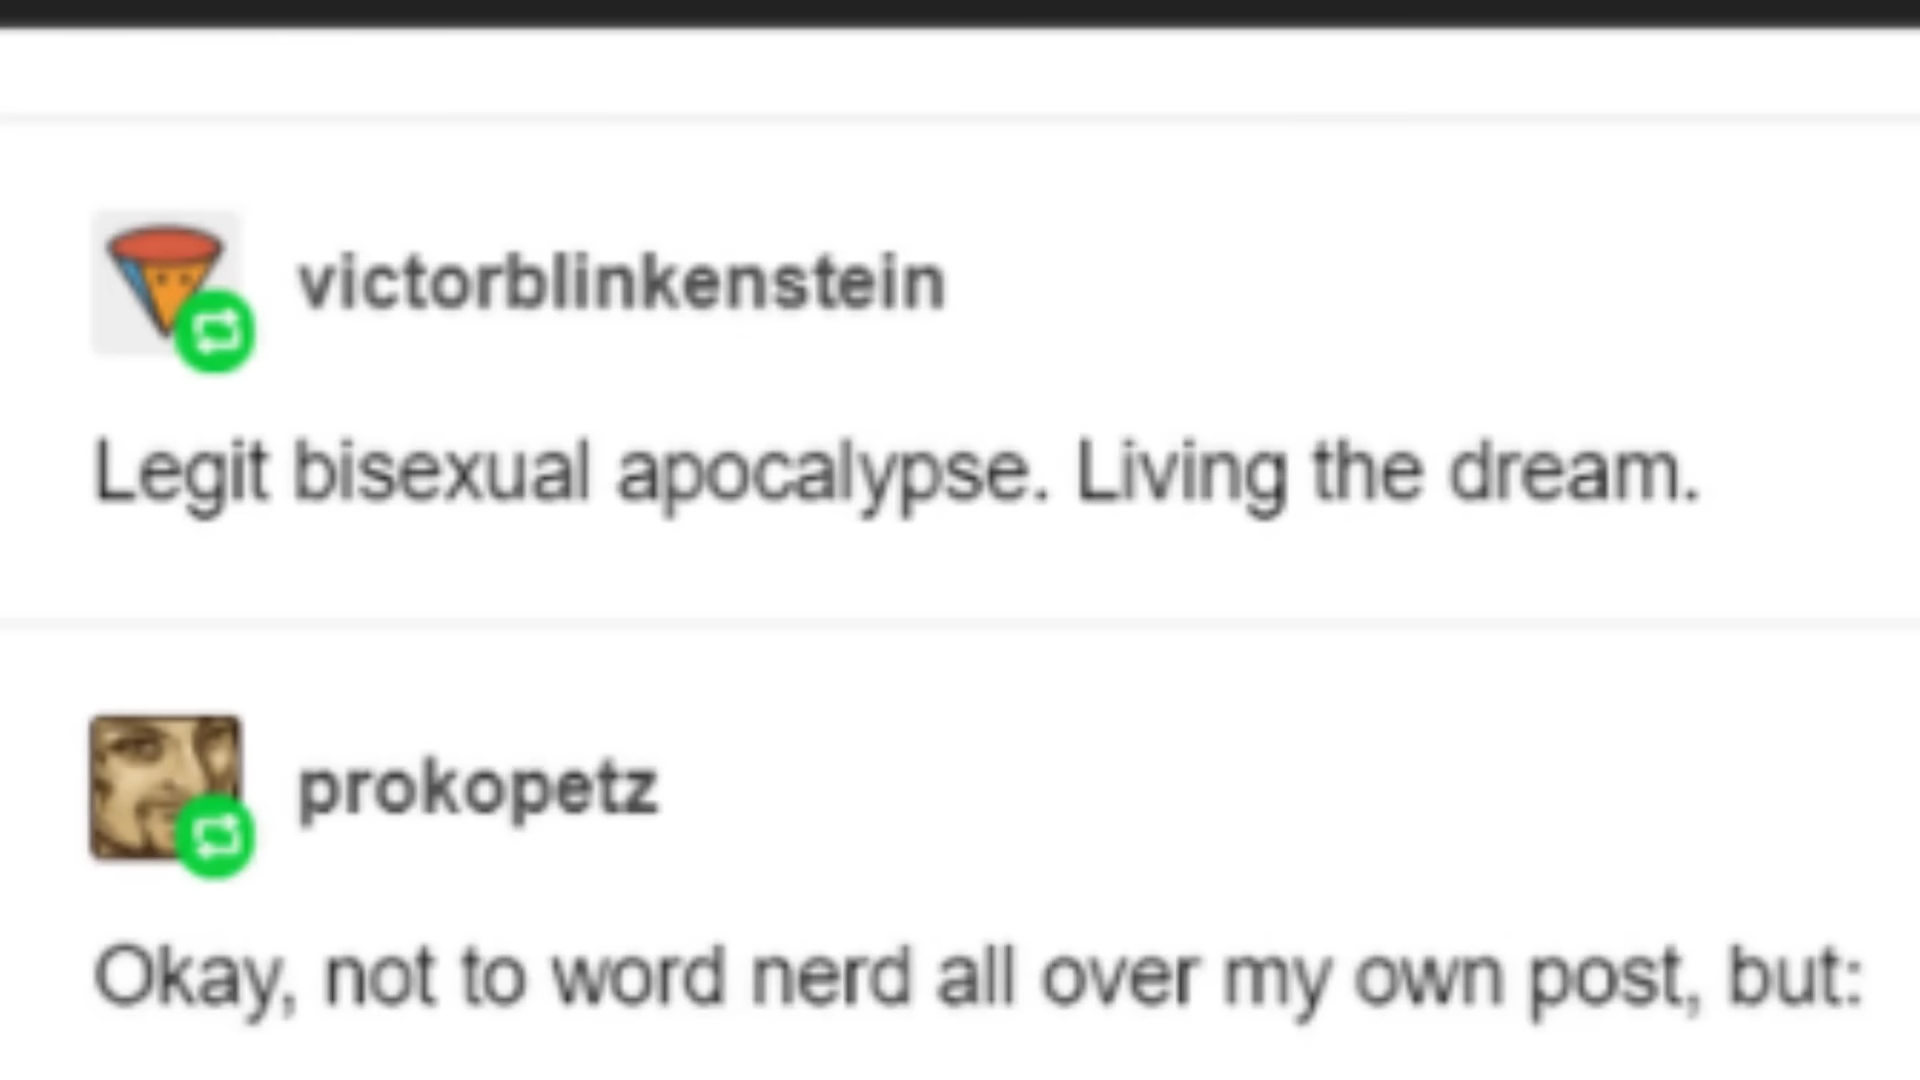 victorblinkenstein
Legit bisexual apocalypse. Living the dream.
prokopetz
Okay, not to word nerd all over my own post, but: